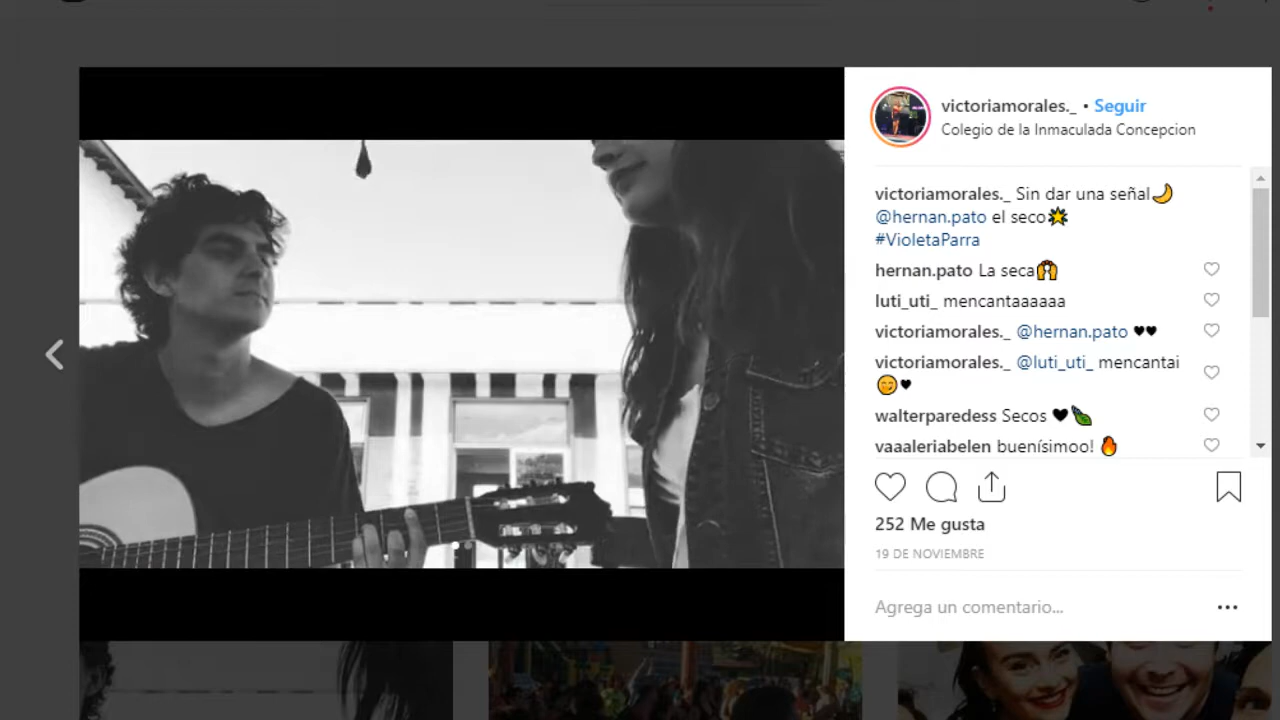 victoriamorales._ • Seguir
Colegio de la Inmaculada Concepcion
victoriamorales._ Sin dar una señal🌙
@hernan.pato el seco🌟
#VioletaParra
hernan.pato La seca🙌
luti_uti_ mencantaaaaaa
victoriamorales._ @hernan.pato ♥♥
victoriamorales._ @luti_uti_ mencantai
😋♥
walterparedess Secos ♥🍃
vaaaleriabelen buenísimoo! 🔥
252 Me gusta
19 DE NOVIEMBRE
Agrega un comentario...